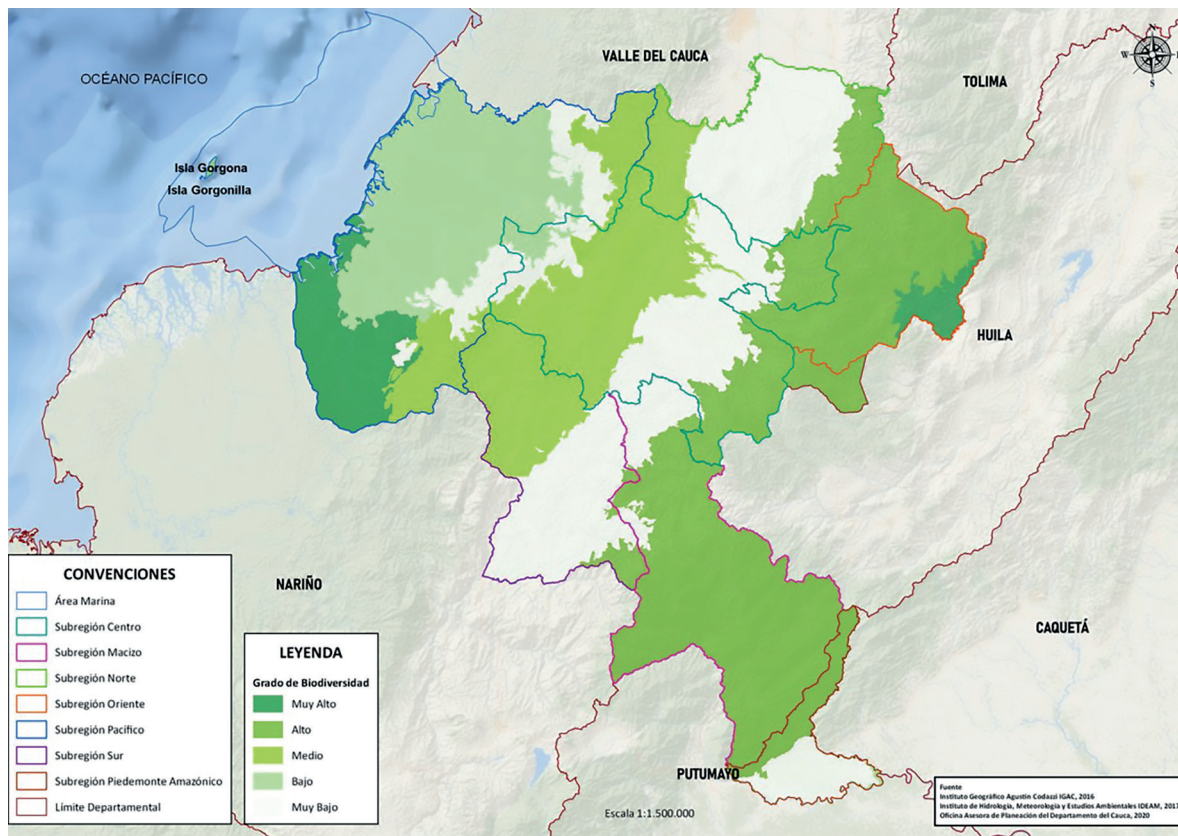 VALLE DEL CAUCA
N
W
S
OCÉANO PACÍFICO
TOLIMA
Isla Gorgona
Isla Gorgonilla
HUILA
NARIÑO
CAQUETÁ
PUTUMAYO
CONVENCIONES
Área Marina
Subregión Centro
Subregión Macizo
Subregión Norte
Subregión Oriente
Subregión Pacífico
Subregión Sur
Subregión Piedemonte Amazónico
Límite Departamental
LEYENDA
Grado de Biodiversidad
Muy Alto
Alto
Medio
Bajo
Muy Bajo
Escala 1:1.500.000
Fuente
Instituto Geográfico Agustín Codazzi IGAC, 2016
Instituto de Hidrología, Meteorología y Estudios Ambientales IDEAM, 2017
Oficina Asesora de Planeación del Departamento del Cauca, 2020